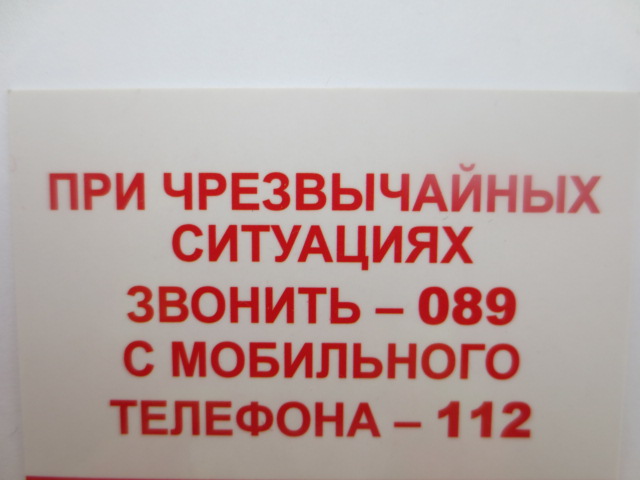 ПРИ ЧРЕЗВЫЧАЙНЫХ
СИТУАЦИЯХ
ЗВОНИТЬ – 089
С МОБИЛЬНОГО
ТЕЛЕФОНА – 112